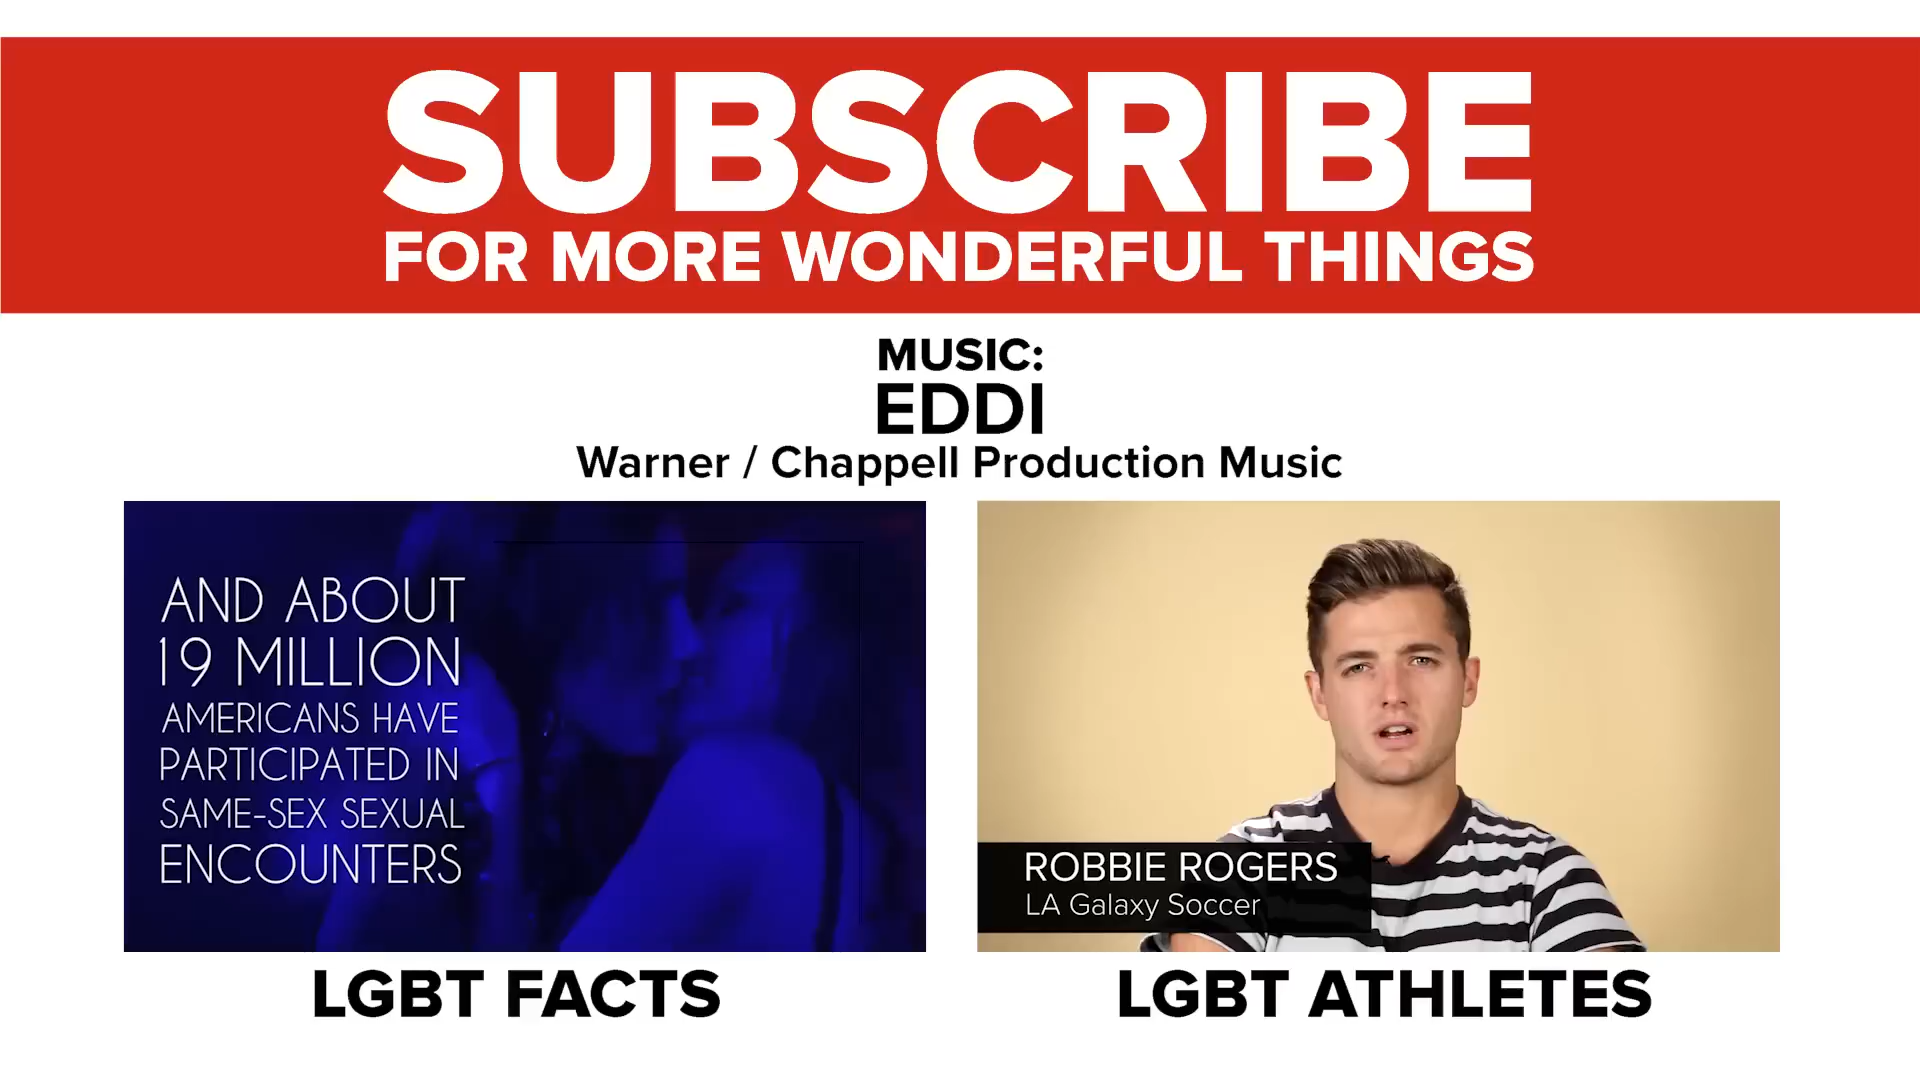 SUBSCRIBE
FOR MORE WONDERFUL THINGS
MUSIC:
EDDI
Warner / Chappell Production Music
AND ABOUT
19 MILLION
AMERICANS HAVE
PARTICIPATED IN
SAME-SEX SEXUAL
ENCOUNTERS
ROBBIE ROGERS
LA Galaxy Soccer
LGBT FACTS
LGBT ATHLETES